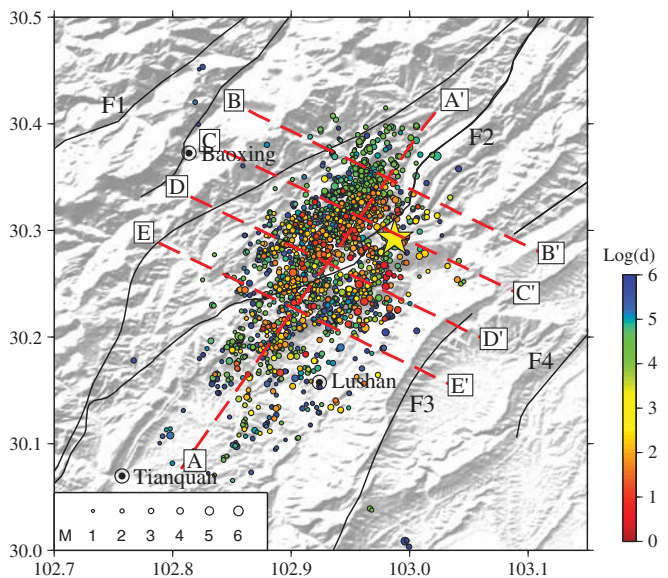 30.5
30.4
30.3
30.2
30.1
30.0
102.7 102.8 102.9 103.0 103.1
F1
F2
F3
F4
A'
B
C
D
E
B'
C'
D'
E'
A
Baoxing
Lushan
Tianquan
M 1 2 3 4 5 6
Log(d)
6
5
4
3
2
1
0